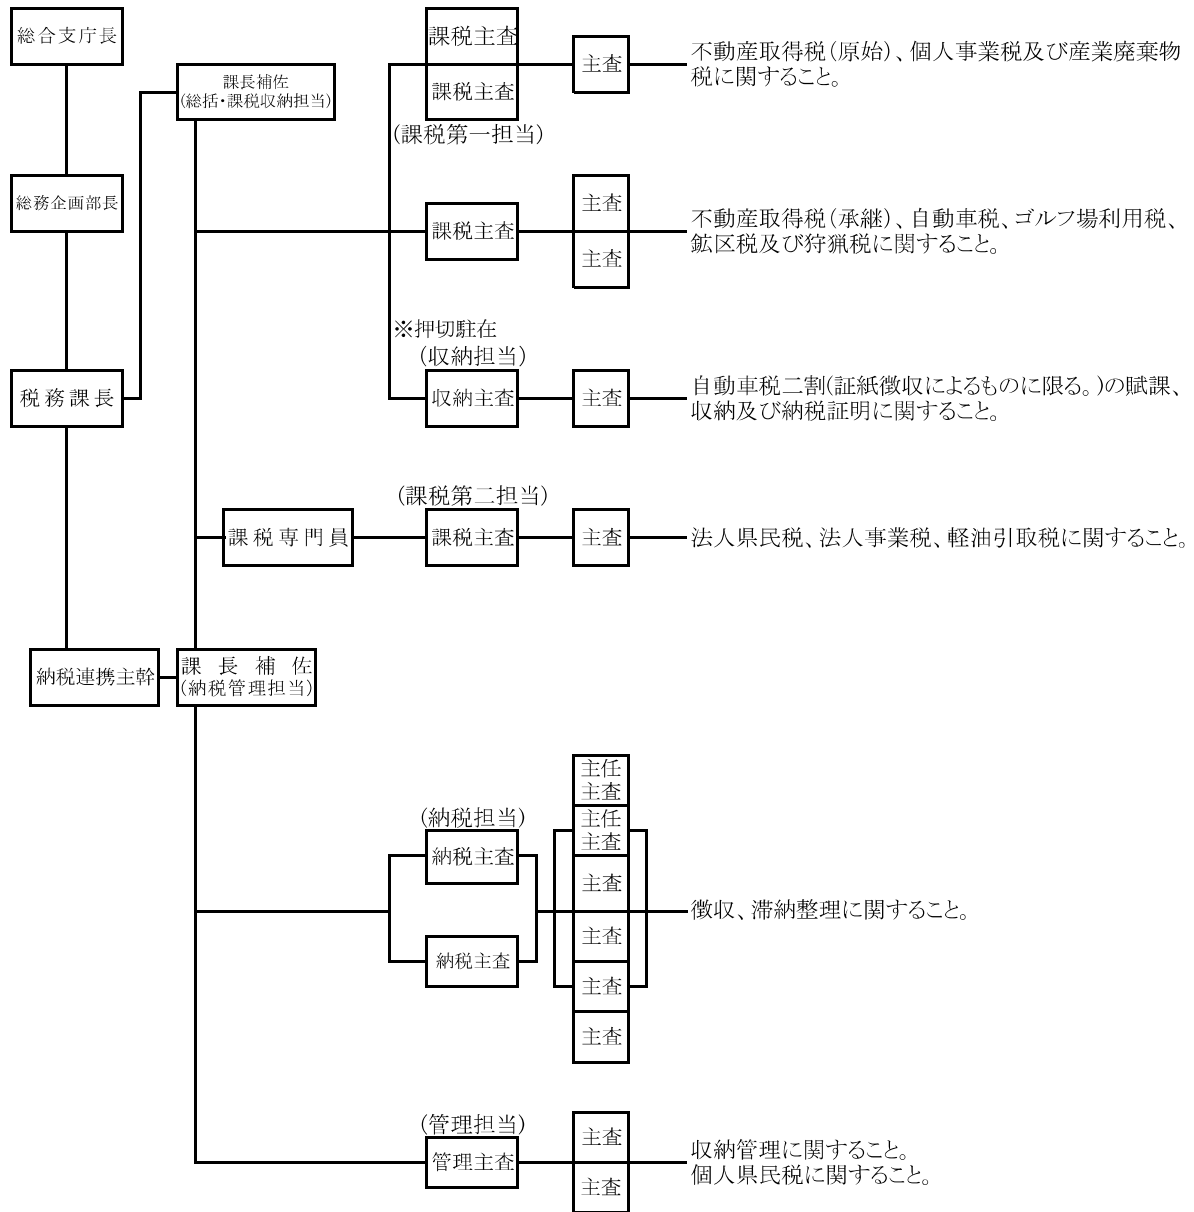 総合支庁長
総務企画部長
税務課長
納税連携主幹
課長補佐
(総括・課税収納担当)
課税主査
課税主査
(課税第一担当)
主査
不動産取得税(原始)、個人事業税及び産業廃棄物
税に関すること。
課税主査
主査
主査
不動産取得税(承継)、自動車税、ゴルフ場利用税、
鉱区税及び狩猟税に関すること。
※押切駐在
(収納担当)
収納主査
主査
自動車税二割(証紙徴収によるものに限る。)の賦課、
収納及び納税証明に関すること。
課税専門員
(課税第二担当)
課税主査
主査
法人県民税、法人事業税、軽油引取税に関すること。
課長補佐
(納税管理担当)
(納税担当)
納税主査
納税主査
主任
主査
主任
主査
主査
主査
主査
主査
徴収、滞納整理に関すること。
(管理担当)
管理主査
主査
主査
収納管理に関すること。
個人県民税に関すること。